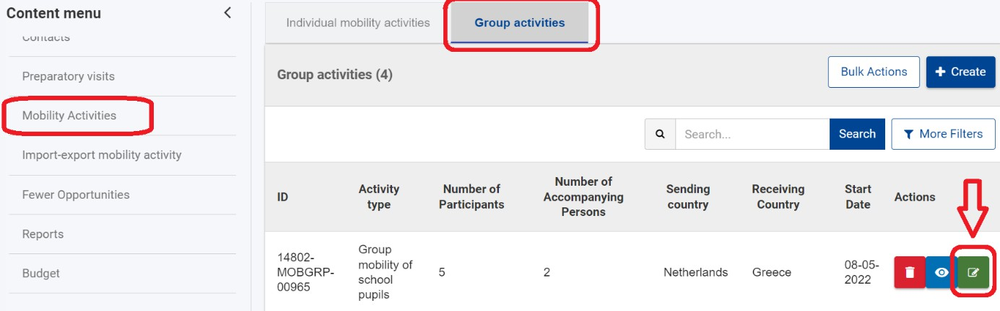 Content menu
Contacts
Preparatory visits
Mobility Activities
Import-export mobility activity
Fewer Opportunities
Reports
Budget
Individual mobility activities
Group activities
Group activities (4)
Bulk Actions
+ Create
Search...
Search
More Filters
ID
Activity
type
Number of
Participants
Number of
Accompanying
Persons
Sending
country
Receiving
Country
Start
Date
Actions
14802-
MOBGRP-
00965
Group
mobility of
school
pupils
5
2
Netherlands
Greece
08-05-
2022